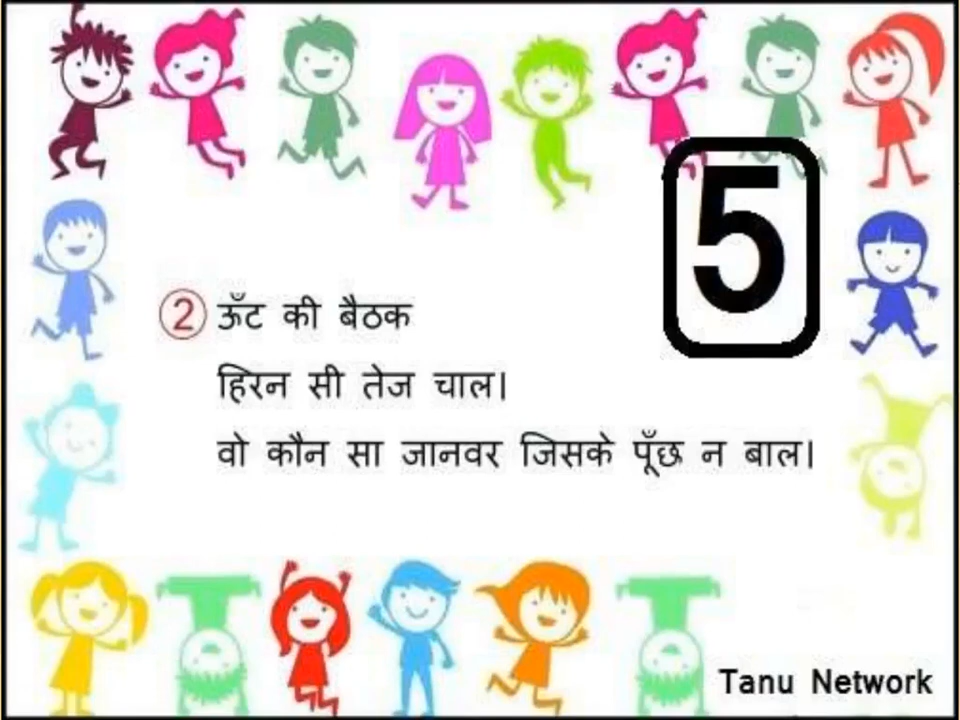 5
② ऊँट की बैठक
हिरन सी तेज चाल।
वो कौन सा जानवर जिसके पूँछ न बाल।
Tanu Network